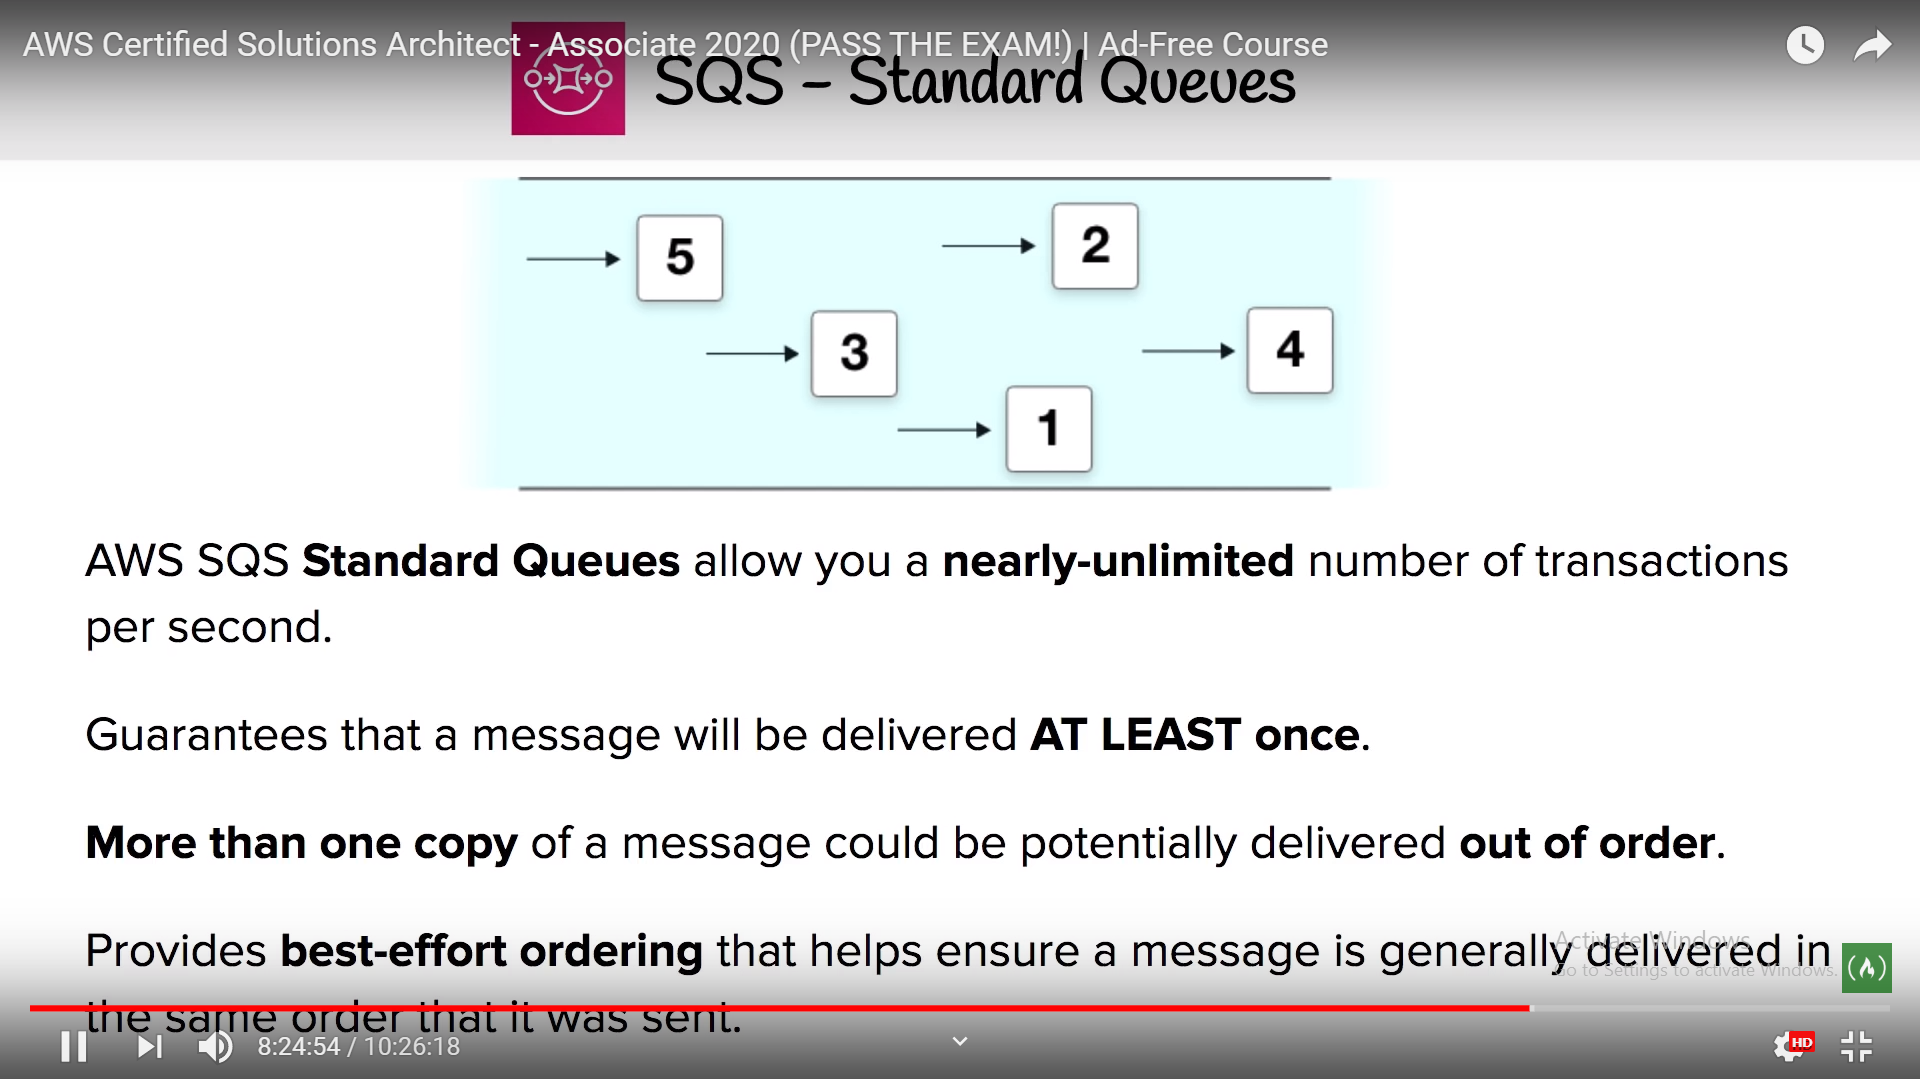 AWS Certified Solutions Architect - Associate 2020 (PASS THE EXAM!) | Ad-Free Course
SQS – Standard Queues
5
2
3
4
1
AWS SQS Standard Queues allow you a nearly-unlimited number of transactions
per second.
Guarantees that a message will be delivered AT LEAST once.
More than one copy of a message could be potentially delivered out of order.
Provides best-effort ordering that helps ensure a message is generally delivered in
the same order that it was sent.
Activate Windows
Go to Settings to activate Windows.
8:24:54 / 10:26:18
HD